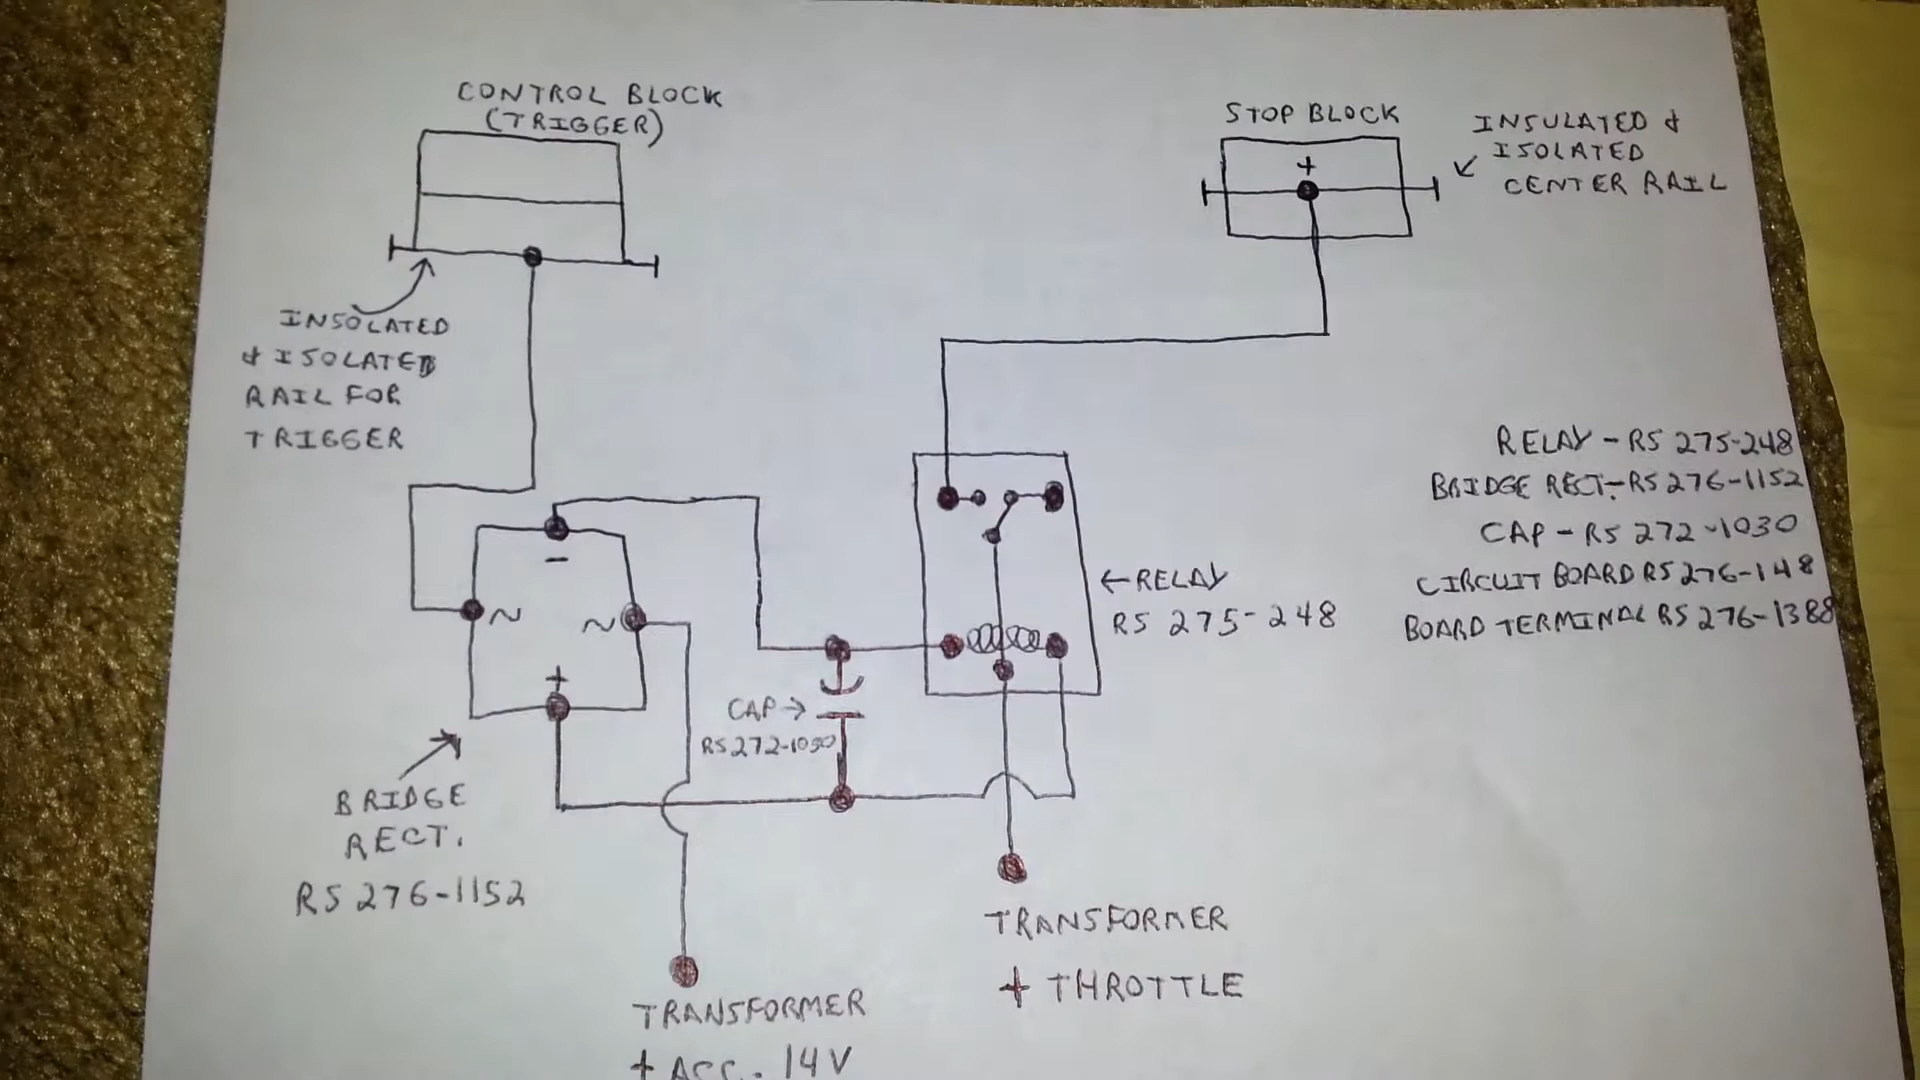 CONTROL BLOCK
(TRIGGER)
STOP BLOCK
INSULATED &
ISOLATED
CENTER RAIL
+
INSOLATED
& ISOLATED
RAIL FOR
TRIGGER
RELAY - RS 275-248
BRIDGE RECT. - RS 276-1152
CAP - RS 272-1030
CIRCUIT BOARD RS 276-148
BOARD TERMINAL RS 276-1388
-
~
~
+
← RELAY
RS 275-248
CAP →
RS 272-1030
BRIDGE
RECT.
RS 276-1152
TRANSFORMER
+ THROTTLE
TRANSFORMER
+ ACC. 14V